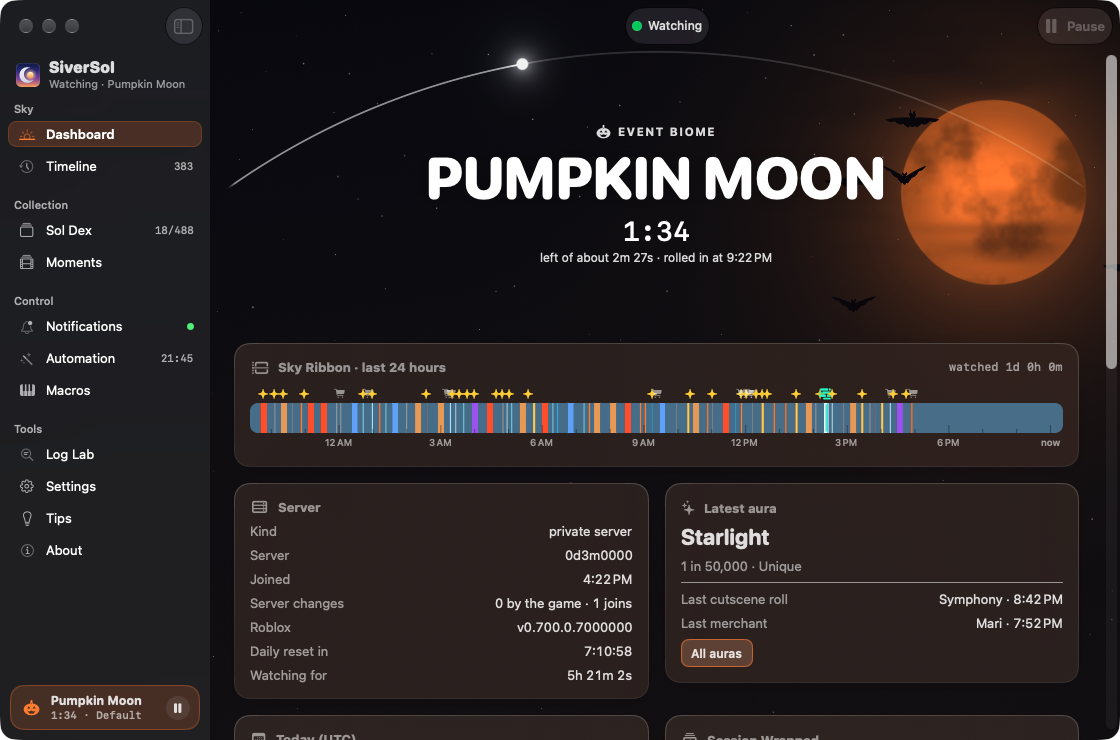 Watching
Pause
SiverSol
Watching · Pumpkin Moon
Sky
Dashboard
Timeline 383
Collection
Sol Dex 18/488
Moments
Control
Notifications
Automation 21:45
Macros
Tools
Log Lab
Settings
Tips
About
Pumpkin Moon
1:34 · Default
EVENT BIOME
PUMPKIN MOON
1:34
left of about 2m 27s · rolled in at 9:22 PM
Sky Ribbon · last 24 hours watched 1d 0h 0m
12 AM 3 AM 6 AM 9 AM 12 PM 3 PM 6 PM now
Server
Kind private server
Server 0d3m0000
Joined 4:22 PM
Server changes 0 by the game · 1 joins
Roblox v0.700.0.7000000
Daily reset in 7:10:58
Watching for 5h 21m 2s
Latest aura
Starlight
1 in 50,000 · Unique
Last cutscene roll Symphony · 8:42 PM
Last merchant Mari · 7:52 PM
All auras
Today (UTC)
Session Wrapped